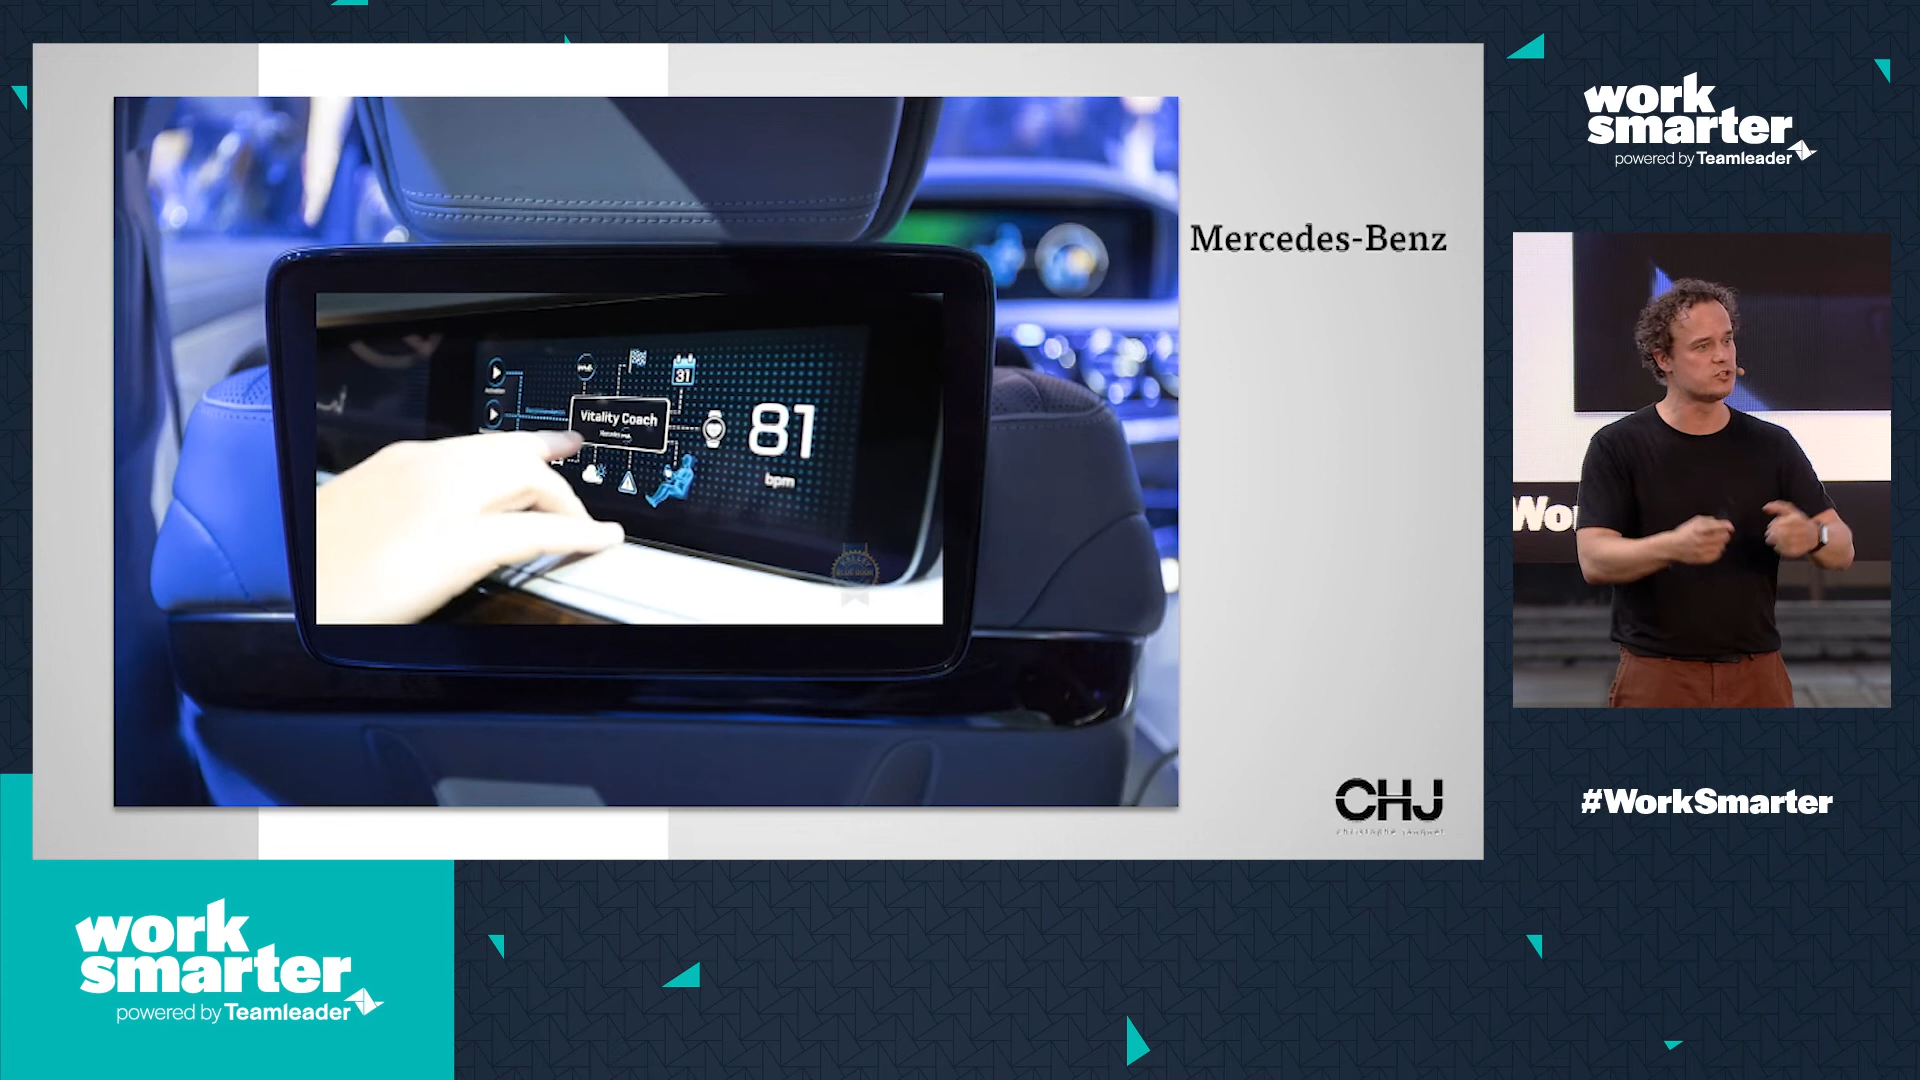 work
smarter
powered by Teamleader
Mercedes-Benz
31
Vitality Coach
81
bpm
Wo
CHJ
#WorkSmarter
work
smarter
powered by Teamleader